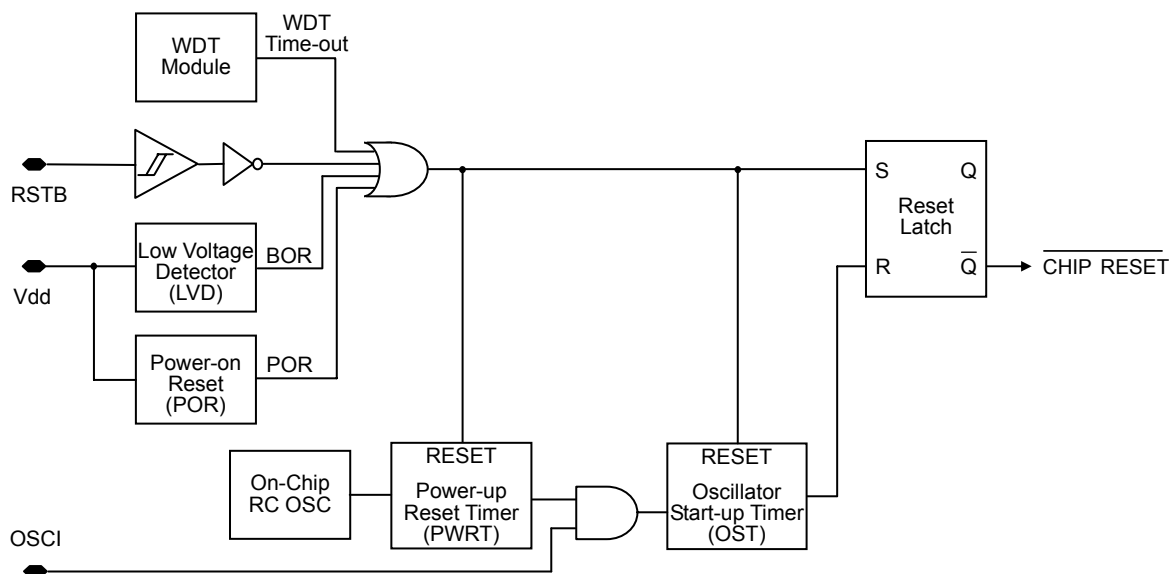 WDT
Time-out
WDT
Module
RSTB
S
Q
Reset
Latch
R
Q
CHIP RESET
Low Voltage
Detector
(LVD)
BOR
Vdd
Power-on
Reset
(POR)
POR
RESET
Power-up
Reset Timer
(PWRT)
On-Chip
RC OSC
RESET
Oscillator
Start-up Timer
(OST)
OSCI